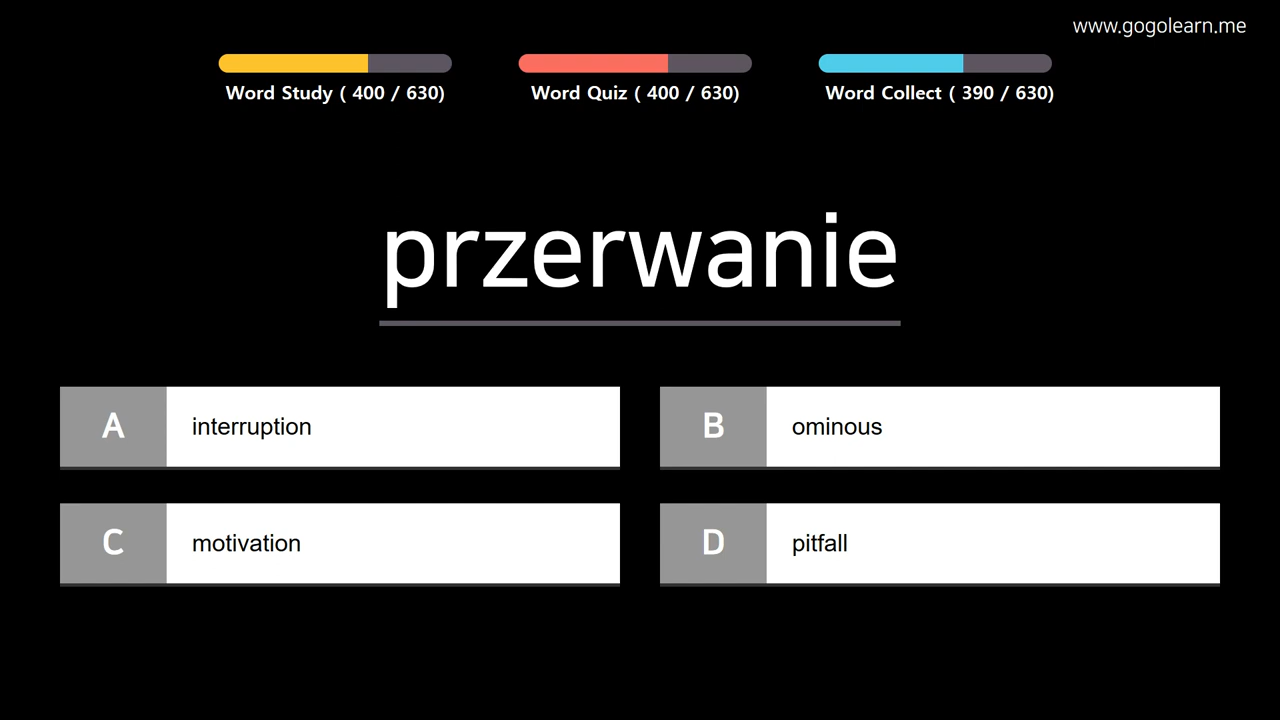 www.gogolearn.me
Word Study ( 400 / 630)
Word Quiz ( 400 / 630)
Word Collect ( 390 / 630)
przerwanie
A interruption
B ominous
C motivation
D pitfall